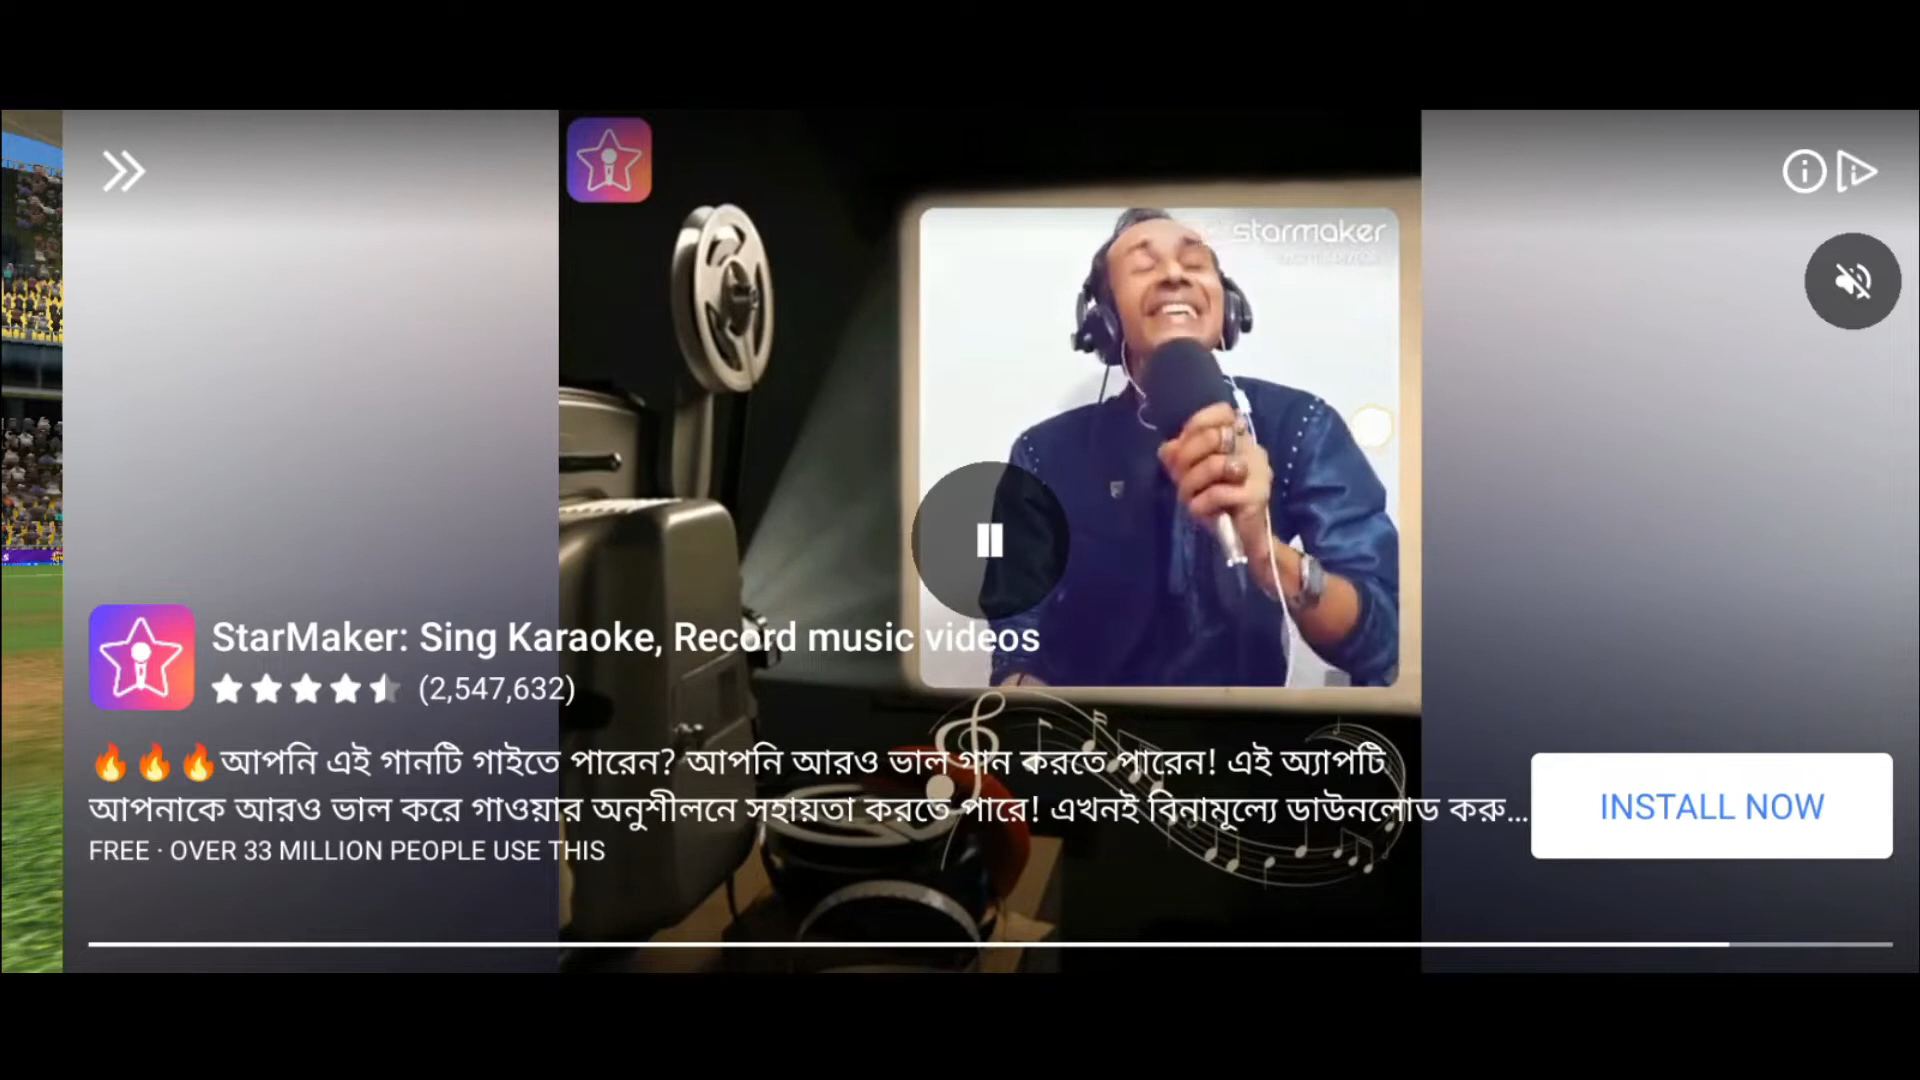 starmaker
StarMaker: Sing Karaoke, Record music videos
(2,547,632)
🔥🔥🔥আপনি এই গানটি গাইতে পারেন? আপনি আরও ভাল গান করতে পারেন! এই অ্যাপটি
আপনাকে আরও ভাল করে গাওয়ার অনুশীলনে সহায়তা করতে পারে! এখনই বিনামূল্যে ডাউনলোড করু...
INSTALL NOW
FREE · OVER 33 MILLION PEOPLE USE THIS